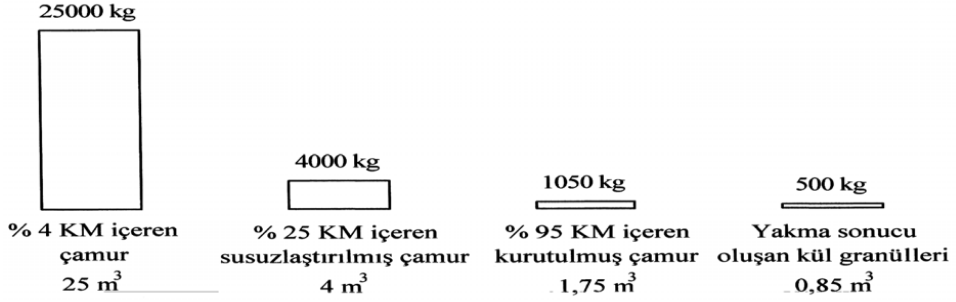 25000 kg
% 4 KM içeren
çamur
25 m³
4000 kg
% 25 KM içeren
susuzlaştırılmış çamur
4 m³
1050 kg
% 95 KM içeren
kurutulmuş çamur
1,75 m³
500 kg
Yakma sonucu
oluşan kül granülleri
0,85 m³